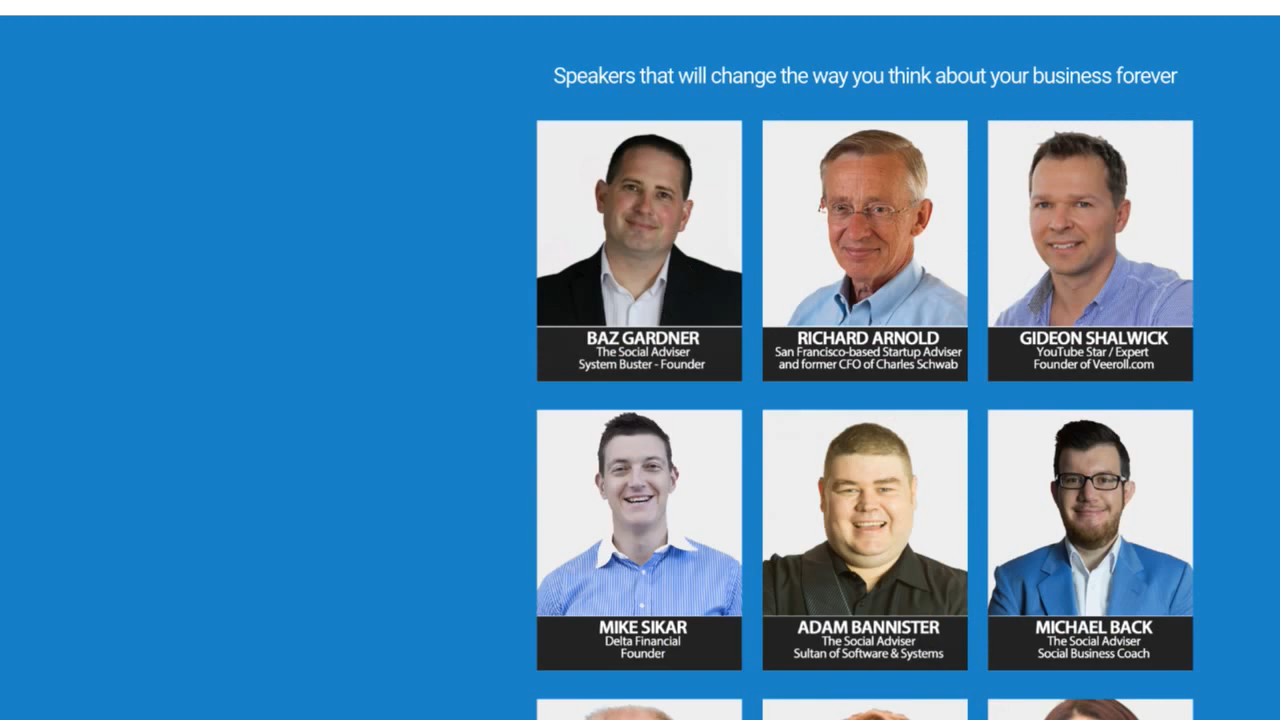 Speakers that will change the way you think about your business forever
BAZ GARDNER
The Social Adviser
System Buster - Founder
RICHARD ARNOLD
San Francisco-based Startup Adviser
and former CFO of Charles Schwab
GIDEON SHALWICK
YouTube Star / Expert
Founder of Veeroll.com
MIKE SIKAR
Delta Financial
Founder
ADAM BANNISTER
The Social Adviser
Sultan of Software & Systems
MICHAEL BACK
The Social Adviser
Social Business Coach